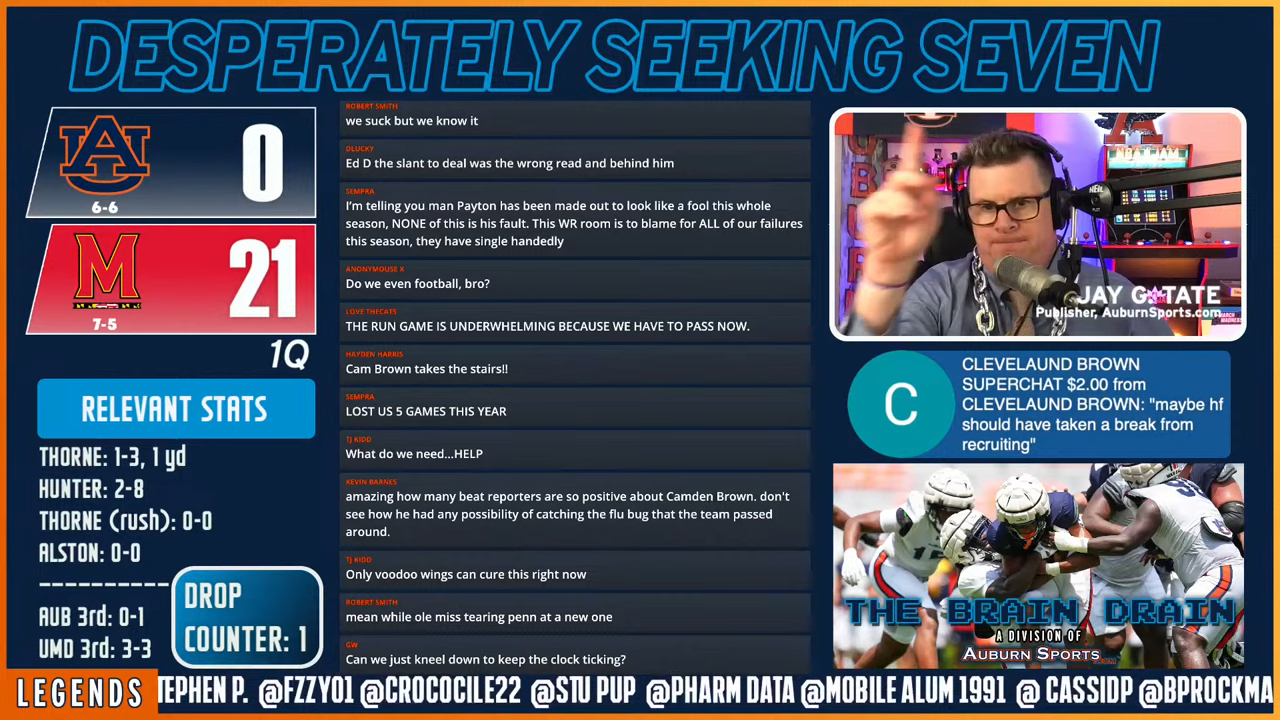 DESPERATELY SEEKING SEVEN
AU
0
6-6
M
21
7-5
1Q
RELEVANT STATS
THORNE: 1-3, 1 yd
HUNTER: 2-8
THORNE (rush): 0-0
ALSTON: 0-0
----------
AUB 3rd: 0-1
UMD 3rd: 3-3
DROP
COUNTER: 1
ROBERT SMITH
we suck but we know it
DLUCKY
Ed D the slant to deal was the wrong read and behind him
SEMPRA
I'm telling you man Payton has been made out to look like a fool this whole
season, NONE of this is his fault. This WR room is to blame for ALL of our failures
this season, they have single handedly
ANONYMOUSE X
Do we even football, bro?
LOVE THECATS
THE RUN GAME IS UNDERWHELMING BECAUSE WE HAVE TO PASS NOW.
HAYDEN HARRIS
Cam Brown takes the stairs!!
SEMPRA
LOST US 5 GAMES THIS YEAR
TJ KIDD
What do we need...HELP
KEVIN BARNES
amazing how many beat reporters are so positive about Camden Brown. don't
see how he had any possibility of catching the flu bug that the team passed
around.
TJ KIDD
Only voodoo wings can cure this right now
ROBERT SMITH
mean while ole miss tearing penn at a new one
GW
Can we just kneel down to keep the clock ticking?
NBA JAM
JAY G. TATE
Publisher, AuburnSports.com
C
CLEVELAUND BROWN
SUPERCHAT $2.00 from
CLEVELAUND BROWN: "maybe hf
should have taken a break from
recruiting"
THE BRAIN DRAIN
A DIVISION OF
AUBURN SPORTS.com
LEGENDS
TEPHEN P. @FZZY01 @CROCOCILE22 @STU PUP @PHARM DATA @MOBILE ALUM 1991 @ CASSIDP @BPROCKMA